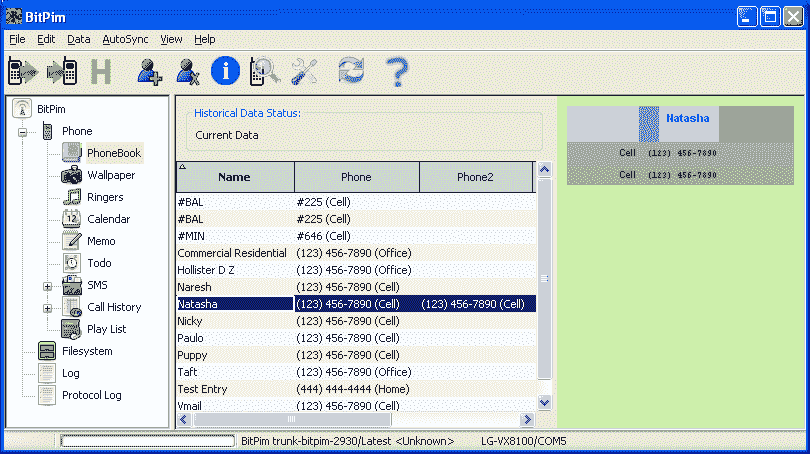 BitPim
File Edit Data AutoSync View Help
BitPim
Phone
PhoneBook
Wallpaper
Ringers
Calendar
Memo
Todo
SMS
Call History
Play List
Filesystem
Log
Protocol Log
Historical Data Status:
Current Data
Name Phone Phone2
#BAL #225 (Cell)
#BAL #225 (Cell)
#MIN #646 (Cell)
Commercial Residential (123) 456-7890 (Office)
Hollister D Z (123) 456-7890 (Office)
Naresh (123) 456-7890 (Cell)
Natasha (123) 456-7890 (Cell) (123) 456-7890 (Cell)
Nicky (123) 456-7890 (Cell)
Paulo (123) 456-7890 (Cell)
Puppy (123) 456-7890 (Cell)
Taft (123) 456-7890 (Office)
Test Entry (444) 444-4444 (Home)
Vmail (123) 456-7890 (Cell)
Natasha
Cell (123) 456-7890
Cell (123) 456-7890
BitPim trunk-bitpim-2930/Latest <Unknown> LG-VX8100/COM5